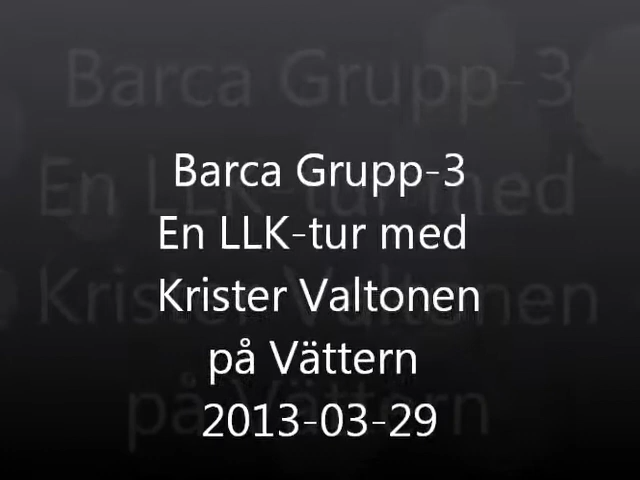 Barca Grupp-3
En LLK-tur med
Krister Valtonen
på Vättern
2013-03-29